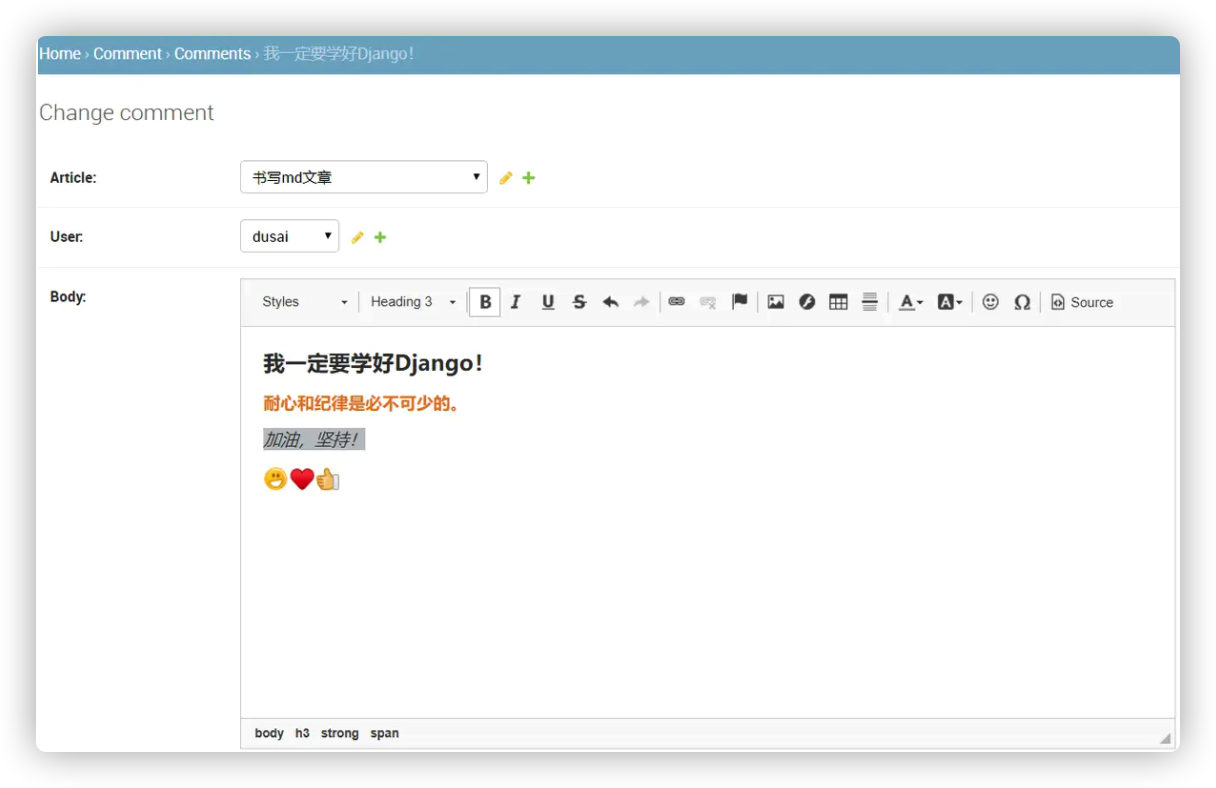 Home › Comment › Comments › 我一定要学好Django！
Change comment
Article: 书写md文章
User: dusai
Body:
Styles Heading 3 B I U S A A Ω Source
我一定要学好Django！
耐心和纪律是必不可少的。
加油，坚持！
body h3 strong span